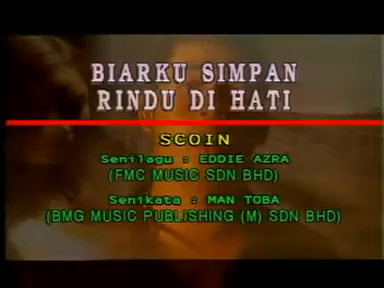 BIARKU SIMPAN
RINDU DI HATI
SCOIN
Senilagu : EDDIE AZRA
(FMC MUSIC SDN BHD)
Senikata : MAN TOBA
(BMG MUSIC PUBLISHING (M) SDN BHD)